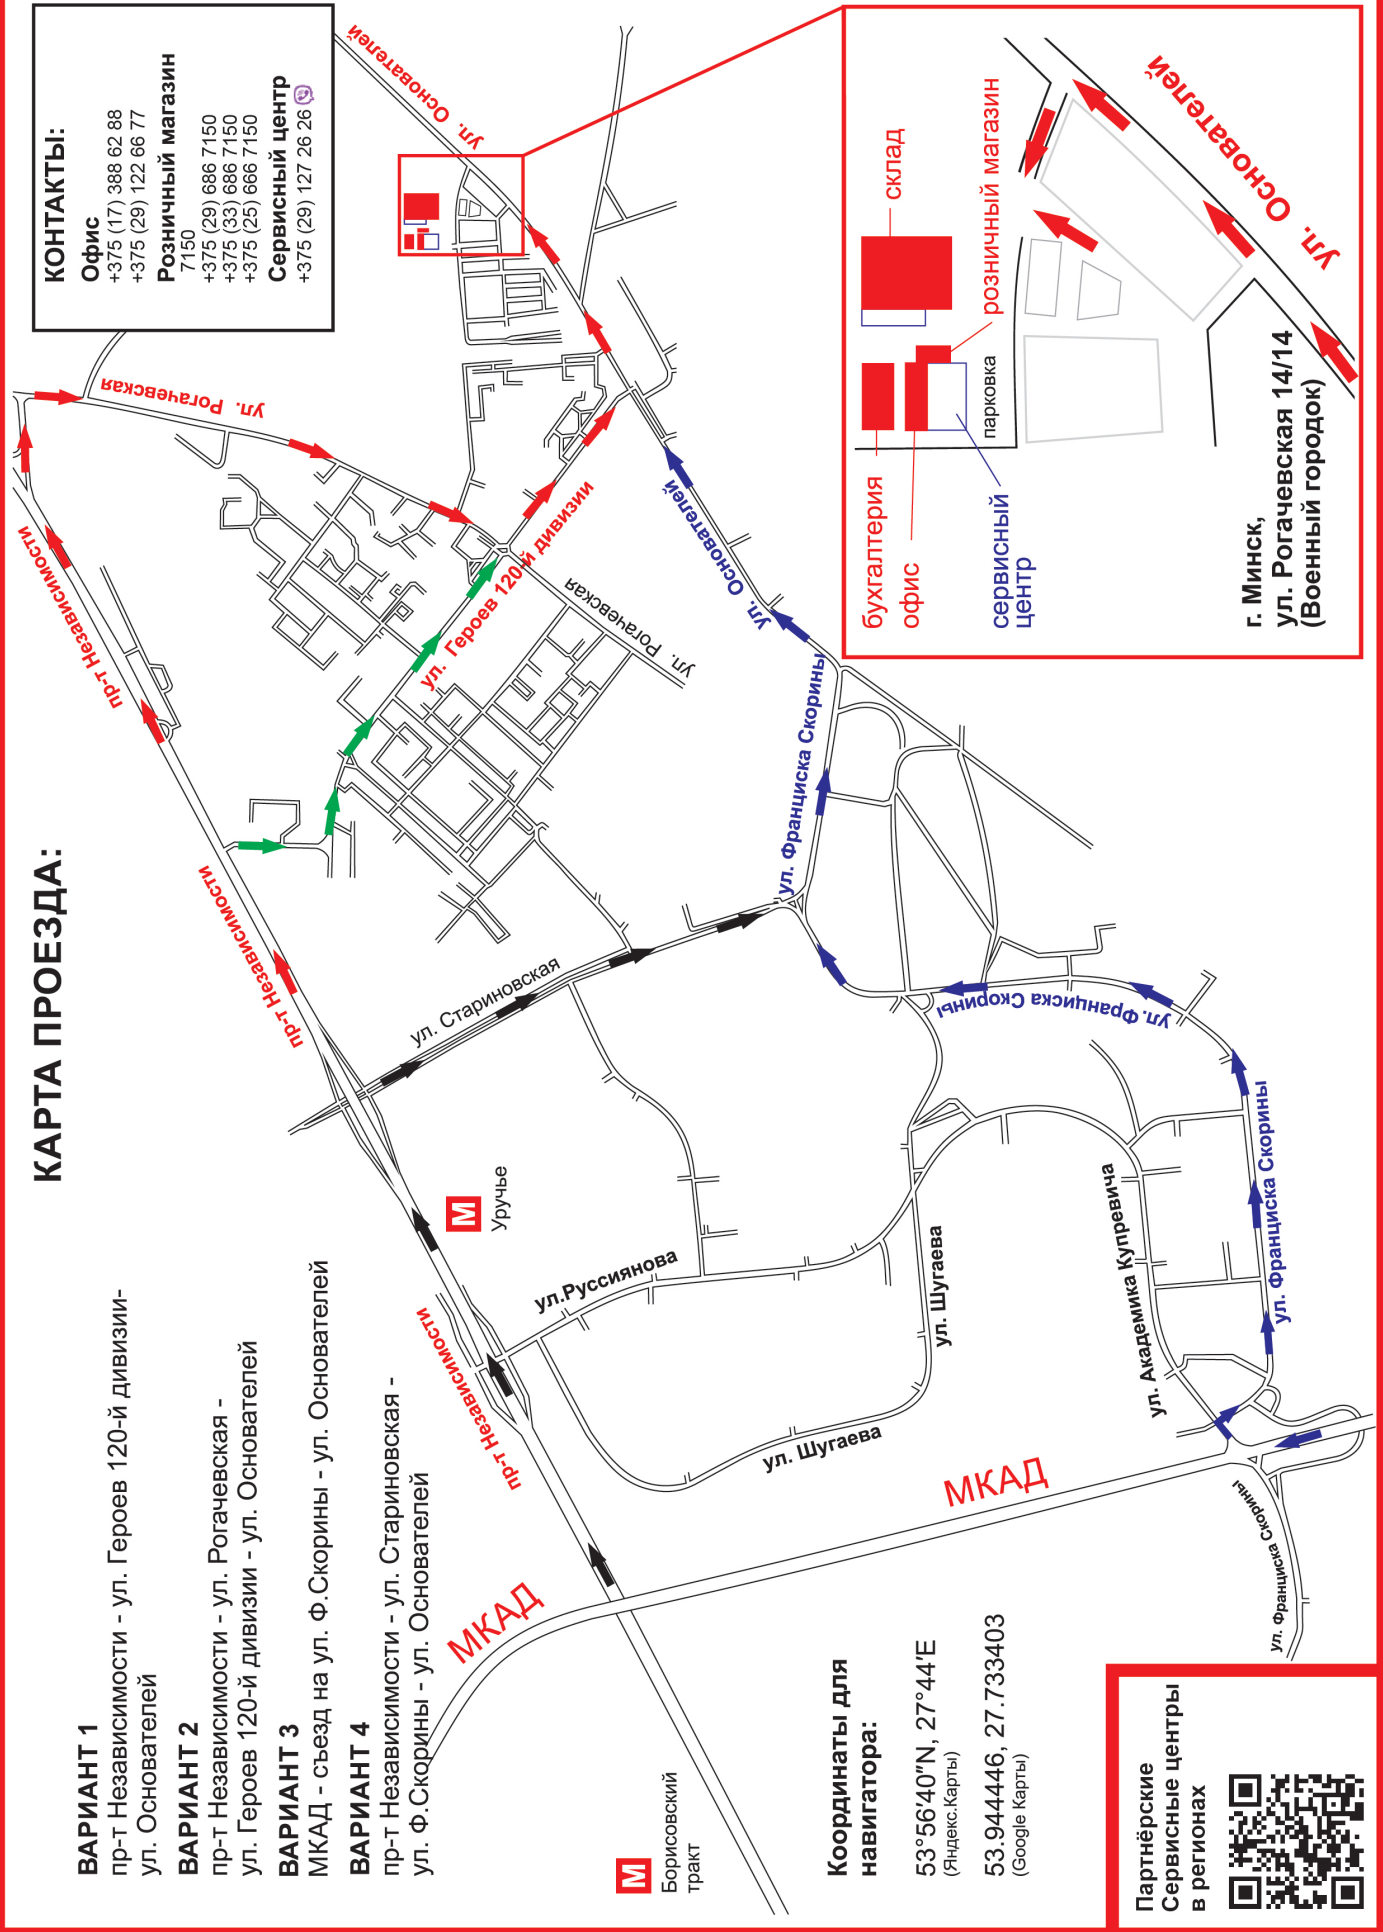 КАРТА ПРОЕЗДА:
ВАРИАНТ 1
пр-т Независимости - ул. Героев 120-й дивизии-
ул. Основателей
ВАРИАНТ 2
пр-т Независимости - ул. Рогачевская -
ул. Героев 120-й дивизии - ул. Основателей
ВАРИАНТ 3
МКАД - съезд на ул. Ф.Скорины - ул. Основателей
ВАРИАНТ 4
пр-т Независимости - ул. Стариновская -
ул. Ф.Скорины - ул. Основателей
КОНТАКТЫ:
Офис
+375 (17) 388 62 88
+375 (29) 122 66 77
Розничный магазин
7150
+375 (29) 686 7150
+375 (33) 686 7150
+375 (25) 666 7150
Сервисный центр
+375 (29) 127 26 26
пр-т Независимости
пр-т Независимости
пр-т Независимости
ул. Рогачевская
ул. Основателей
ул. Героев 120-й дивизии
ул. Рогачевская
ул. Основателей
ул. Стариновская
ул. Франциска Скорины
ул.Франциска Скорины
ул. Франциска Скорины
ул. Франциска Скорины
М
Уручье
ул.Руссиянова
ул. Шугаева
ул. Шугаева
ул. Академика Купревича
МКАД
МКАД
М
Борисовский
тракт
Координаты для
навигатора:
53°56′40″N, 27°44′E
(Яндекс.Карты)
53.944446, 27.733403
(Google Карты)
Партнёрские
Сервисные центры
в регионах
бухгалтерия
офис
сервисный
центр
склад
розничный магазин
парковка
ул. Основателей
г. Минск,
ул. Рогачевская 14/14
(Военный городок)